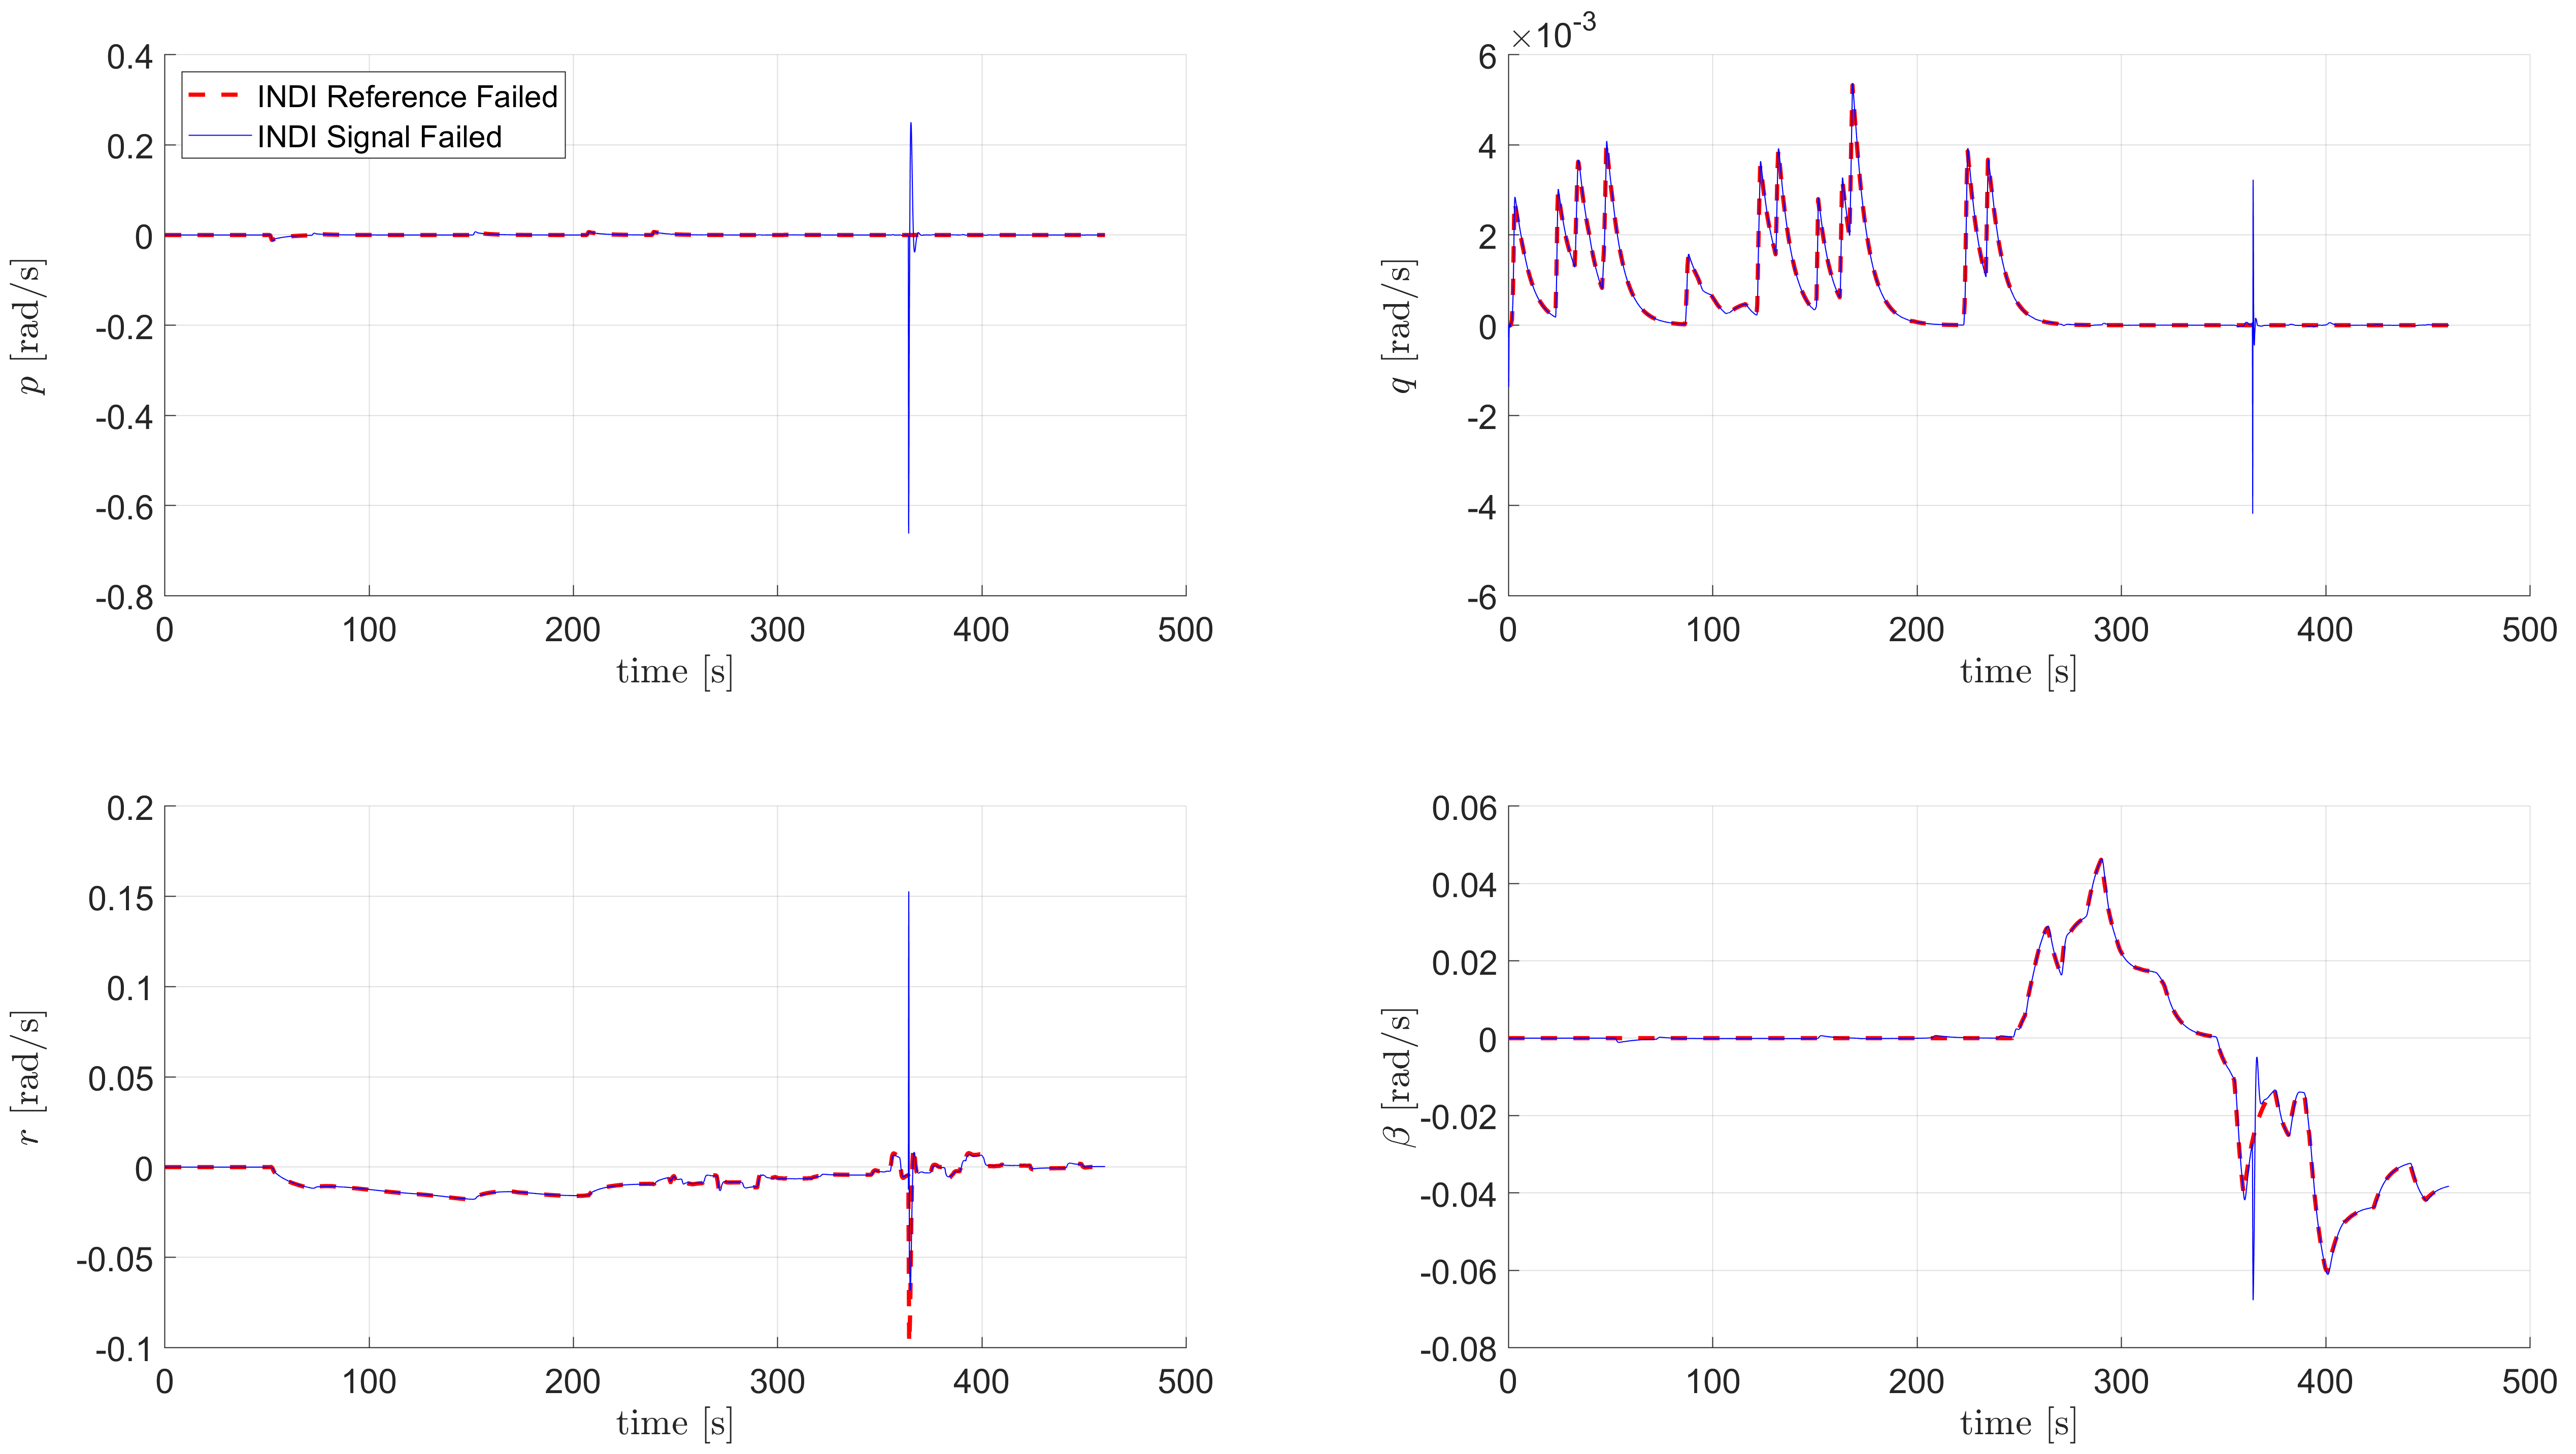 0.4
0.2
0
-0.2
-0.4
-0.6
-0.8
p [rad/s]
INDI Reference Failed
INDI Signal Failed
0 100 200 300 400 500
time [s]
×10-3
6
4
2
0
-2
-4
-6
q [rad/s]
0 100 200 300 400 500
time [s]
0.2
0.15
0.1
0.05
0
-0.05
-0.1
r [rad/s]
0 100 200 300 400 500
time [s]
0.06
0.04
0.02
0
-0.02
-0.04
-0.06
-0.08
β [rad/s]
0 100 200 300 400 500
time [s]